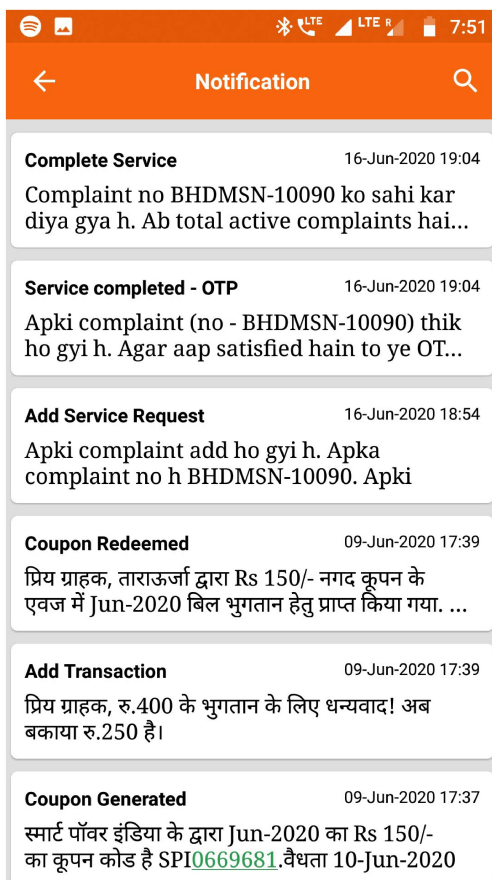 LTE LTE R 7:51
Notification
Complete Service 16-Jun-2020 19:04
Complaint no BHDMSN-10090 ko sahi kar
diya gya h. Ab total active complaints hai...
Service completed - OTP 16-Jun-2020 19:04
Apki complaint (no - BHDMSN-10090) thik
ho gyi h. Agar aap satisfied hain to ye OT...
Add Service Request 16-Jun-2020 18:54
Apki complaint add ho gyi h. Apka
complaint no h BHDMSN-10090. Apki
Coupon Redeemed 09-Jun-2020 17:39
प्रिय ग्राहक, ताराऊर्जा द्वारा Rs 150/- नगद कूपन के
एवज में Jun-2020 बिल भुगतान हेतु प्राप्त किया गया. ...
Add Transaction 09-Jun-2020 17:39
प्रिय ग्राहक, रु.400 के भुगतान के लिए धन्यवाद! अब
बकाया रु.250 है।
Coupon Generated 09-Jun-2020 17:37
स्मार्ट पॉवर इंडिया के द्वारा Jun-2020 का Rs 150/-
का कूपन कोड है SPI0669681.वैधता 10-Jun-2020